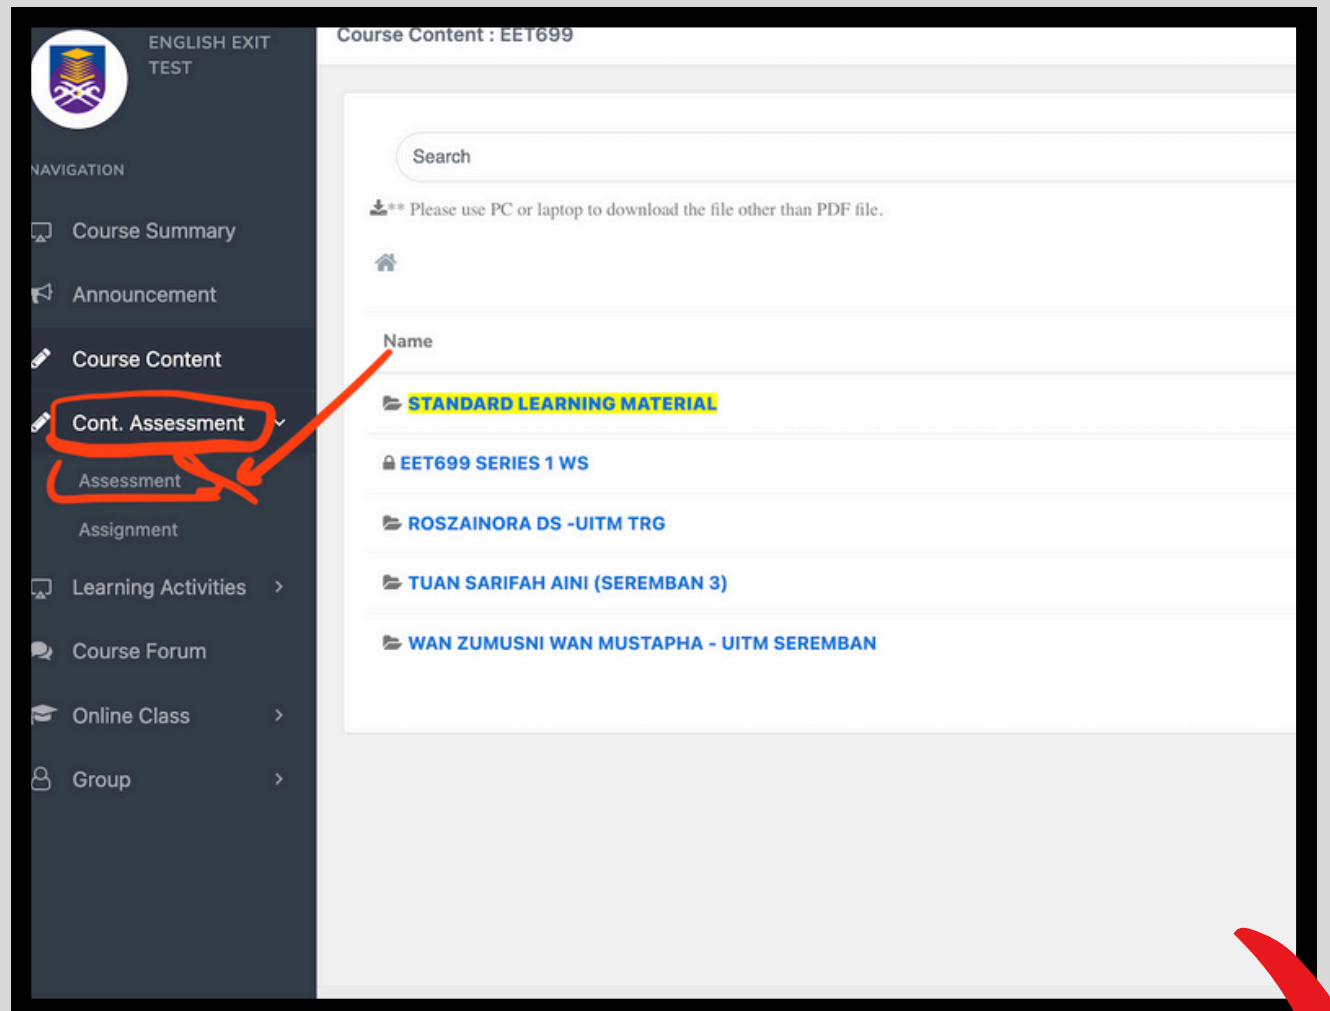 ENGLISH EXIT
TEST
NAVIGATION
Course Summary
Announcement
Course Content
Cont. Assessment
Assessment
Assignment
Learning Activities
Course Forum
Online Class
Group
Course Content : EET699
Search
** Please use PC or laptop to download the file other than PDF file.
Name
STANDARD LEARNING MATERIAL
EET699 SERIES 1 WS
ROSZAINORA DS -UITM TRG
TUAN SARIFAH AINI (SEREMBAN 3)
WAN ZUMUSNI WAN MUSTAPHA - UITM SEREMBAN